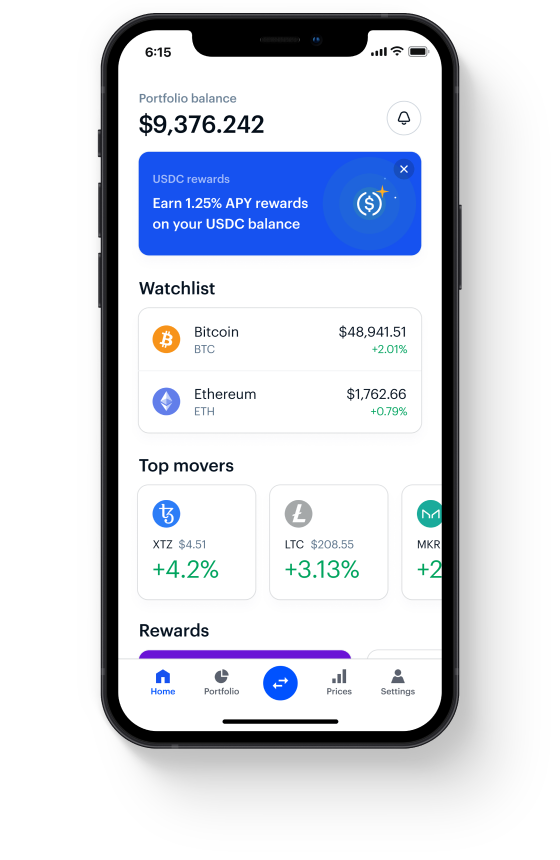 6:15
Portfolio balance
$9,376.242
USDC rewards
Earn 1.25% APY rewards
on your USDC balance
Watchlist
Bitcoin $48,941.51
BTC +2.01%
Ethereum $1,762.66
ETH +0.79%
Top movers
XTZ $4.51 LTC $208.55 MKR
+4.2% +3.13% +2
Rewards
Home Portfolio Prices Settings